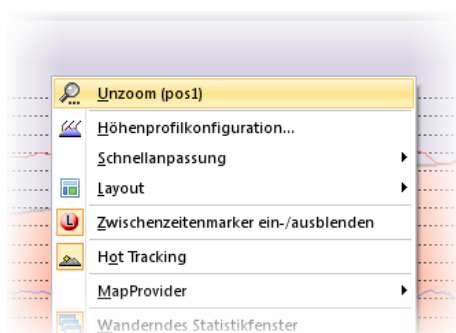 Unzoom (pos1)
Höhenprofilkonfiguration...
Schnellanpassung
Layout
L
Zwischenzeitenmarker ein-/ausblenden
Hot Tracking
MapProvider
Wanderndes Statistikfenster